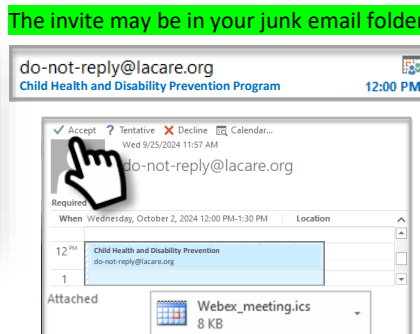 The invite may be in your junk email folder
do-not-reply@lacare.org
Child Health and Disability Prevention Program 12:00 PM
Accept ? Tentative Decline Calendar...
Wed 9/25/2024 11:57 AM
do-not-reply@lacare.org
Required
When Wednesday, October 2, 2024 12:00 PM-1:30 PM Location
12 PM Child Health and Disability Prevention
do-not-reply@lacare.org
1
Attached Webex_meeting.ics
8 KB